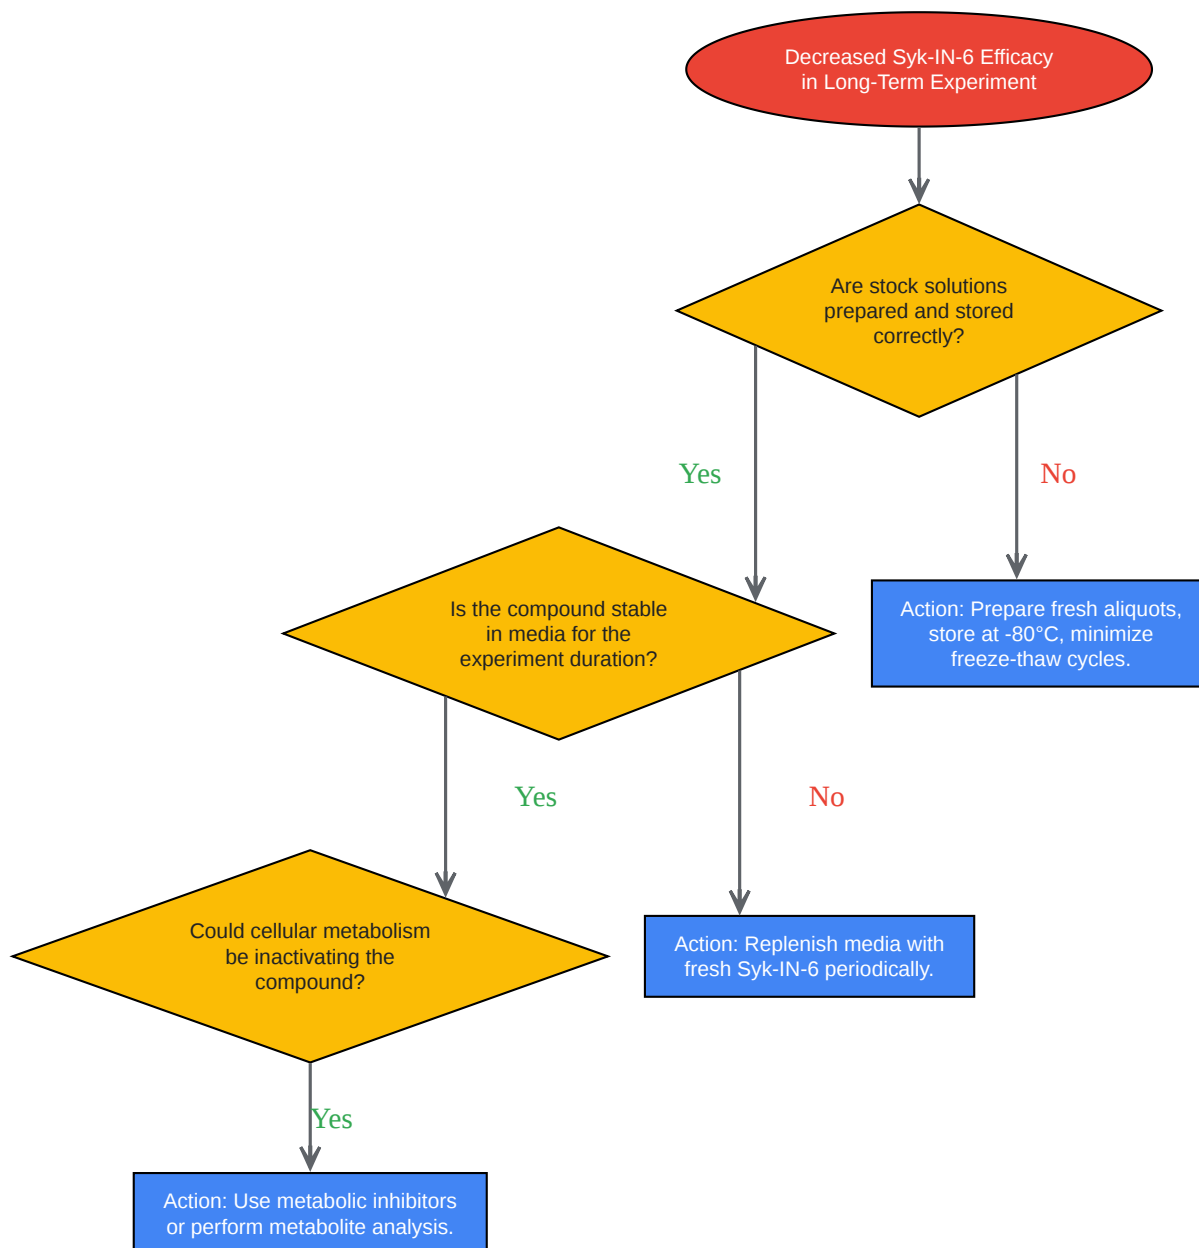 Decreased Syk-IN-6 Efficacy
in Long-Term Experiment
Are stock solutions
prepared and stored
correctly?
Yes
No
Is the compound stable
in media for the
experiment duration?
Action: Prepare fresh aliquots,
store at -80°C, minimize
freeze-thaw cycles.
Yes
No
Could cellular metabolism
be inactivating the
compound?
Action: Replenish media with
fresh Syk-IN-6 periodically.
Yes
Action: Use metabolic inhibitors
or perform metabolite analysis.